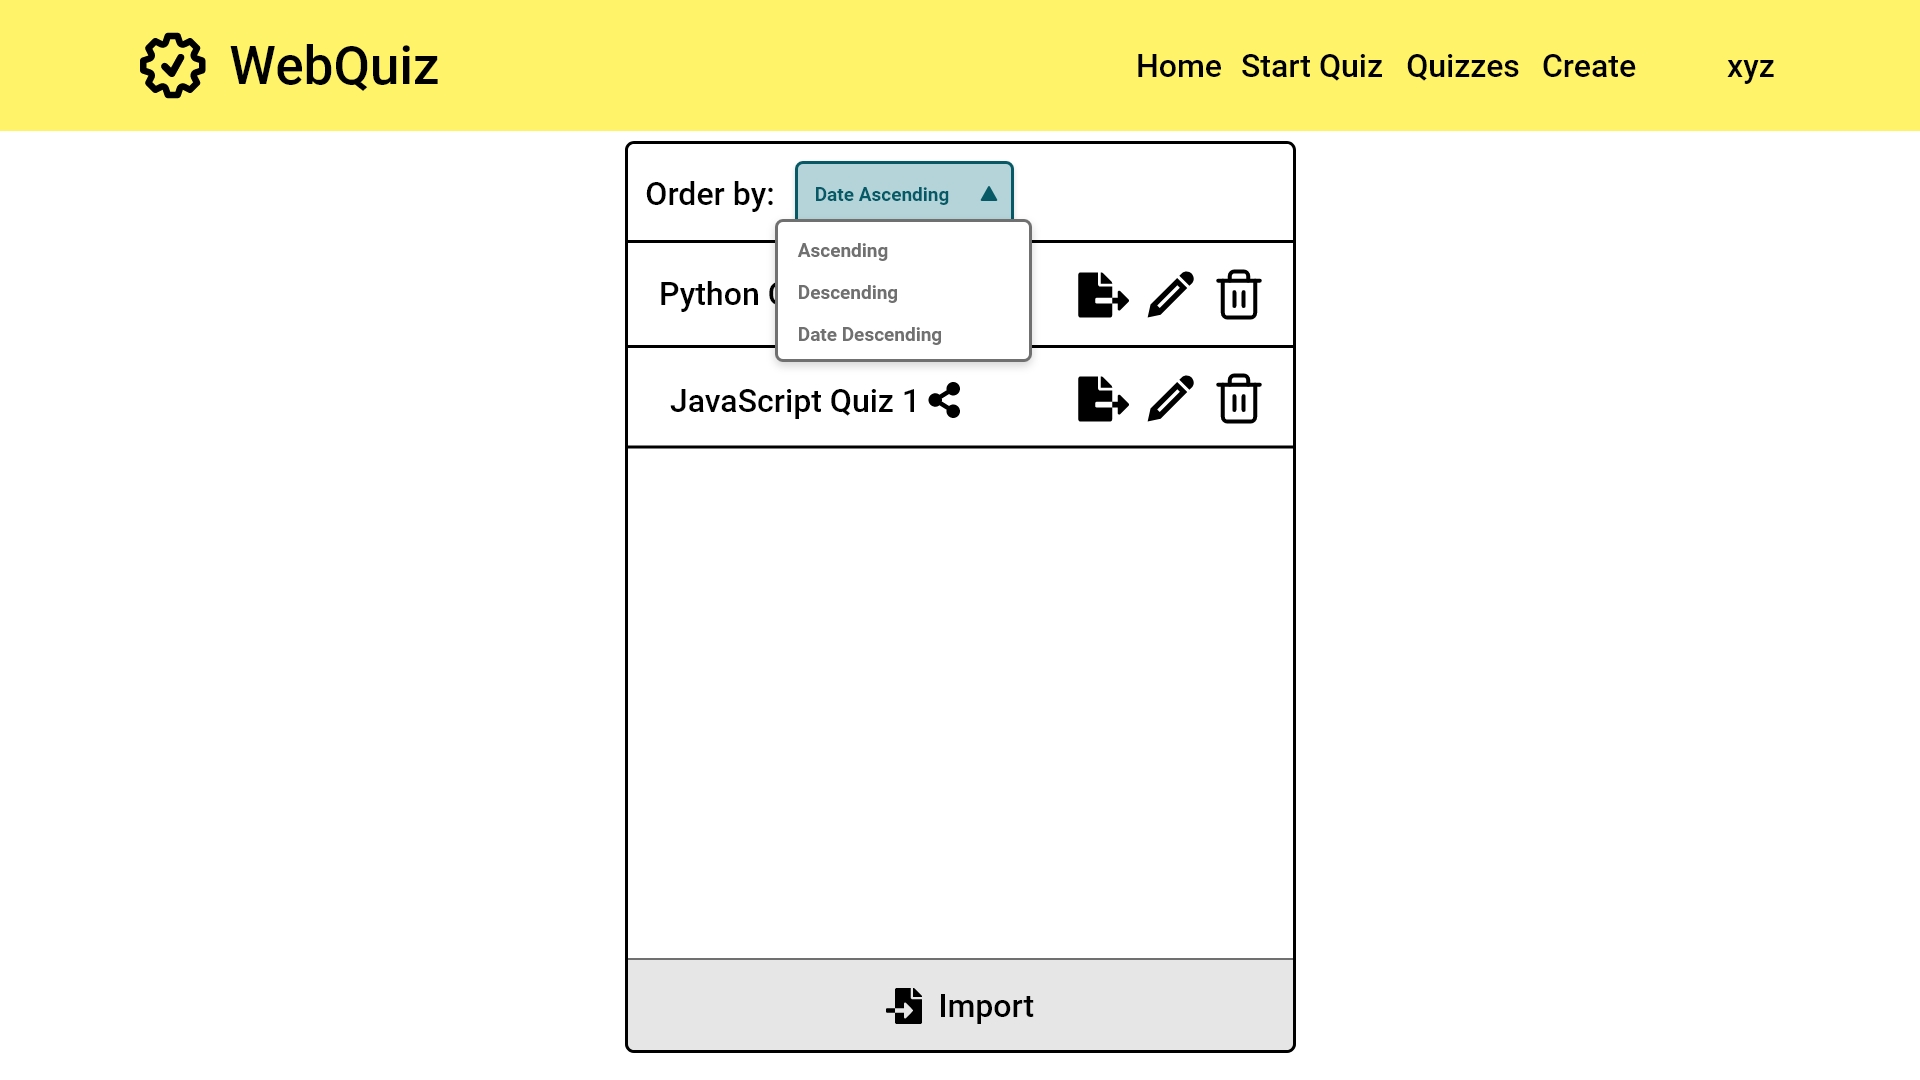 WebQuiz
Home Start Quiz Quizzes Create xyz
Order by: Date Ascending
Ascending
Descending
Date Descending
Python
JavaScript Quiz 1
Import